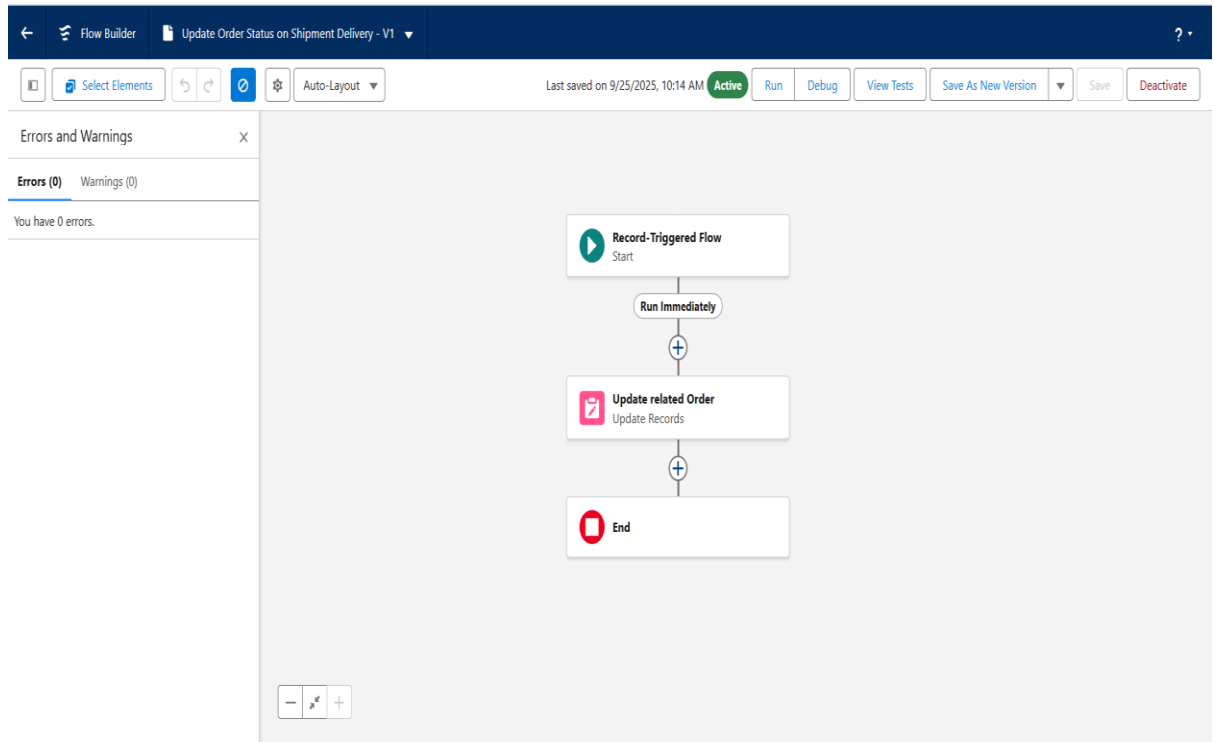 Flow Builder
Update Order Status on Shipment Delivery - V1
?
Select Elements
Auto-Layout
Last saved on 9/25/2025, 10:14 AM
Active
Run
Debug
View Tests
Save As New Version
Save
Deactivate
Errors and Warnings
X
Errors (0)
Warnings (0)
You have 0 errors.
Record-Triggered Flow
Start
Run Immediately
Update related Order
Update Records
End